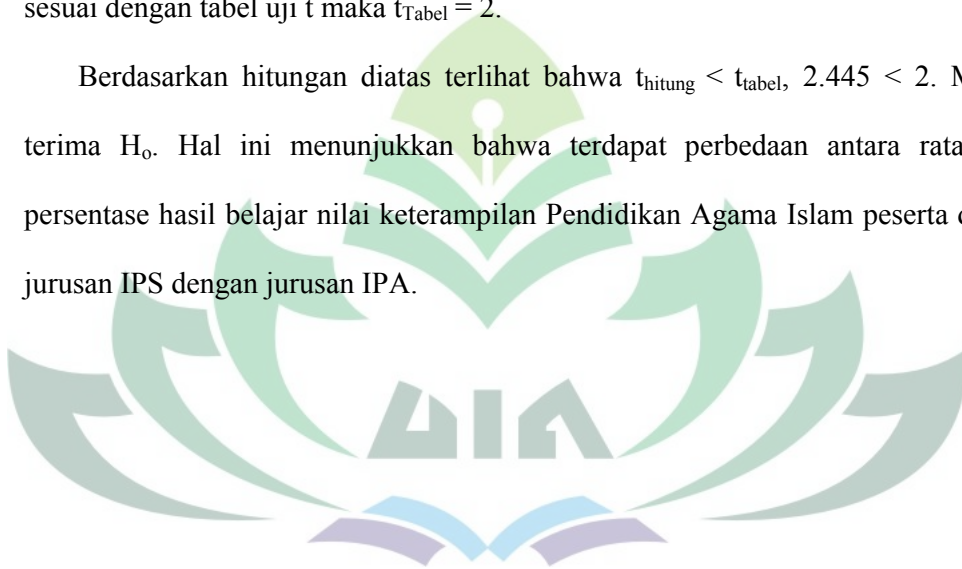 sesuai dengan tabel uji t maka tTabel = 2.
Berdasarkan hitungan diatas terlihat bahwa thitung < ttabel, 2.445 < 2. M
terima Ho. Hal ini menunjukkan bahwa terdapat perbedaan antara rata
persentase hasil belajar nilai keterampilan Pendidikan Agama Islam peserta d
jurusan IPS dengan jurusan IPA.
UIN